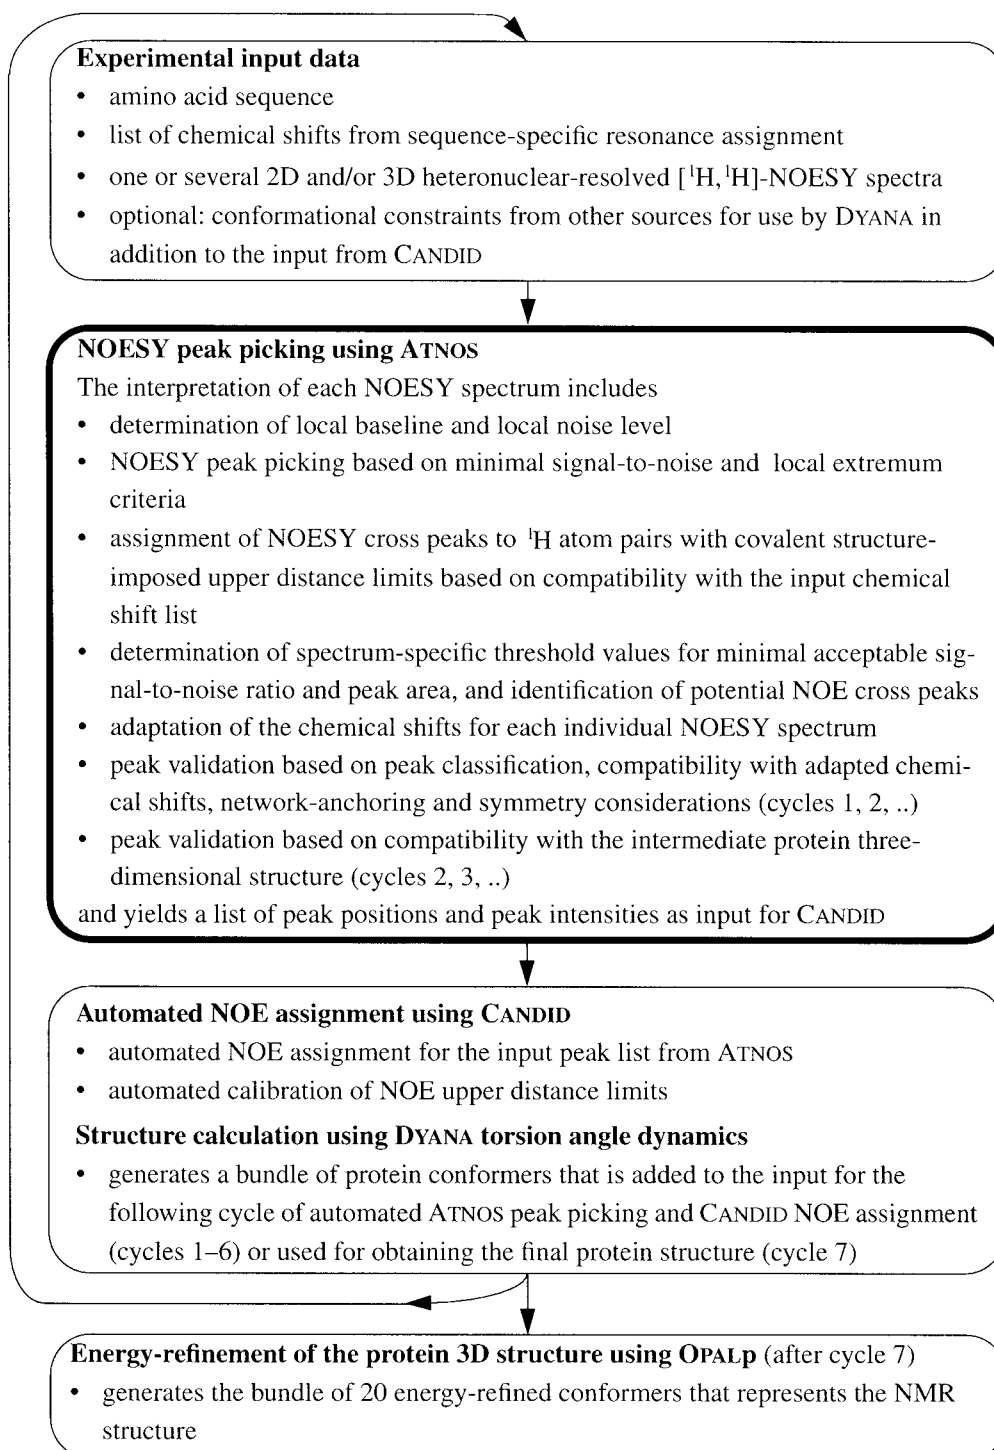 Experimental input data
• amino acid sequence
• list of chemical shifts from sequence-specific resonance assignment
• one or several 2D and/or 3D heteronuclear-resolved [¹H,¹H]-NOESY spectra
• optional: conformational constraints from other sources for use by DYANA in
addition to the input from CANDID
NOESY peak picking using ATNOS
The interpretation of each NOESY spectrum includes
• determination of local baseline and local noise level
• NOESY peak picking based on minimal signal-to-noise and local extremum
criteria
• assignment of NOESY cross peaks to ¹H atom pairs with covalent structure-
imposed upper distance limits based on compatibility with the input chemical
shift list
• determination of spectrum-specific threshold values for minimal acceptable sig-
nal-to-noise ratio and peak area, and identification of potential NOE cross peaks
• adaptation of the chemical shifts for each individual NOESY spectrum
• peak validation based on peak classification, compatibility with adapted chemi-
cal shifts, network-anchoring and symmetry considerations (cycles 1, 2, ..)
• peak validation based on compatibility with the intermediate protein three-
dimensional structure (cycles 2, 3, ..)
and yields a list of peak positions and peak intensities as input for CANDID
Automated NOE assignment using CANDID
• automated NOE assignment for the input peak list from ATNOS
• automated calibration of NOE upper distance limits
Structure calculation using DYANA torsion angle dynamics
• generates a bundle of protein conformers that is added to the input for the
following cycle of automated ATNOS peak picking and CANDID NOE assignment
(cycles 1–6) or used for obtaining the final protein structure (cycle 7)
Energy-refinement of the protein 3D structure using OPALp (after cycle 7)
• generates the bundle of 20 energy-refined conformers that represents the NMR
structure